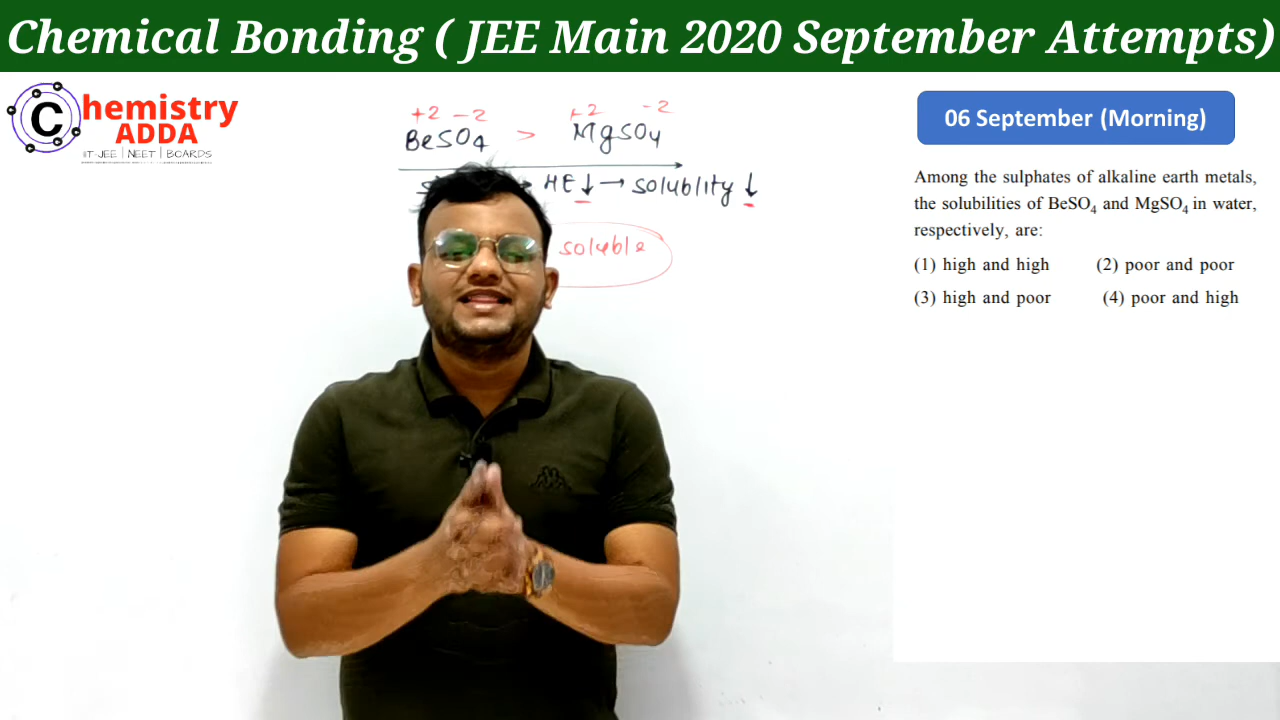 Chemical Bonding ( JEE Main 2020 September Attempts)
Chemistry
ADDA
IIT-JEE | NEET | BOARDS
+2 -2 +2 -2
BeSO4 > MgSO4
HE↓ → solublity ↓
soluble
06 September (Morning)
Among the sulphates of alkaline earth metals,
the solubilities of BeSO4 and MgSO4 in water,
respectively, are:
(1) high and high (2) poor and poor
(3) high and poor (4) poor and high